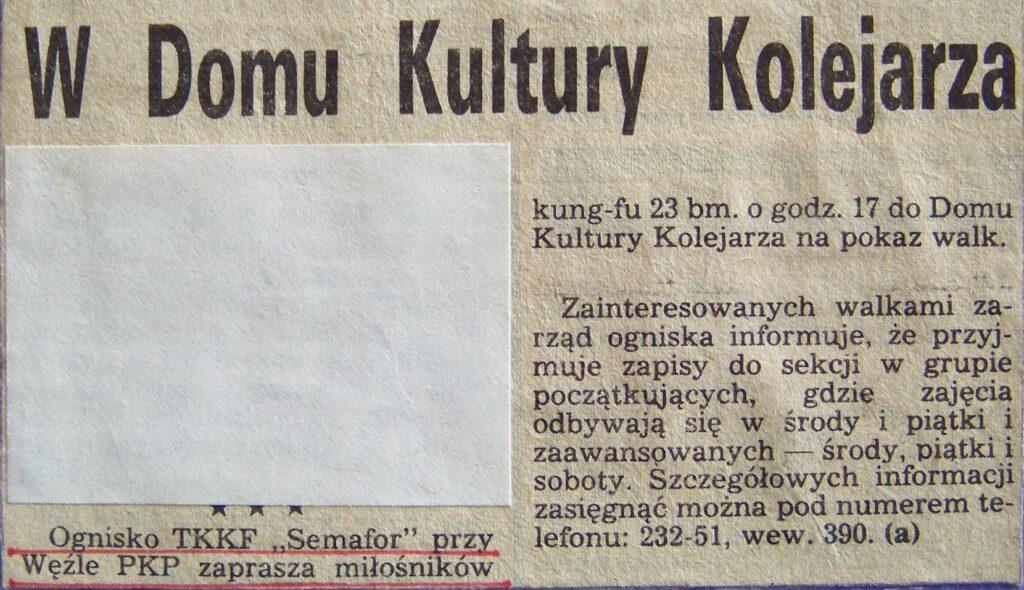 W Domu Kultury Kolejarza
★ ★ ★
Ognisko TKKF „Semafor” przy
Węźle PKP zaprasza miłośników
kung-fu 23 bm. o godz. 17 do Domu
Kultury Kolejarza na pokaz walk.
Zainteresowanych walkami za-
rząd ogniska informuje, że przyj-
muje zapisy do sekcji w grupie
początkujących, gdzie zajęcia
odbywają się w środy i piątki i
zaawansowanych — środy, piątki i
soboty. Szczegółowych informacji
zasięgnąć można pod numerem te-
lefonu: 232-51, wew. 390. (a)